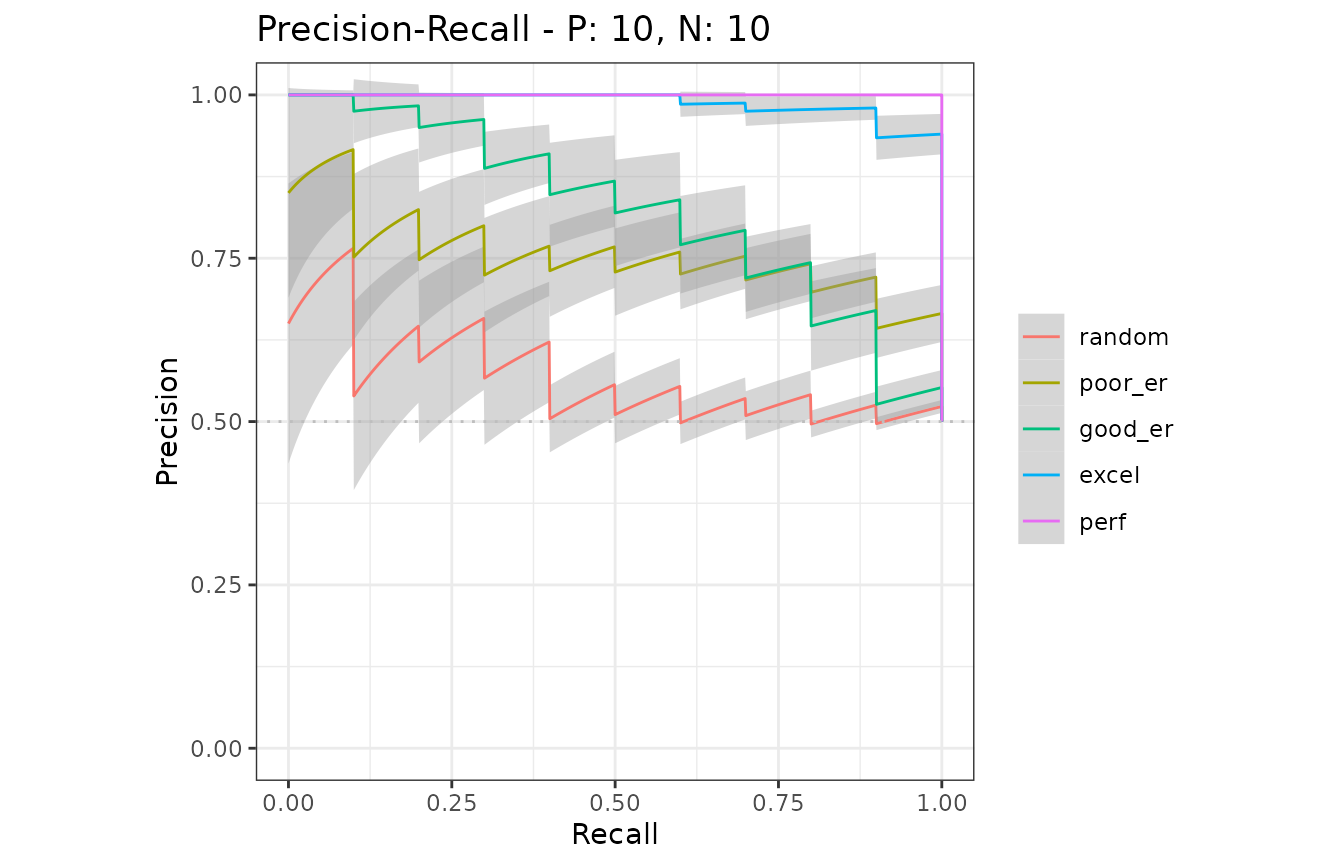 Precision-Recall - P: 10, N: 10
Precision
1.00
0.75
0.50
0.25
0.00
0.00 0.25 0.50 0.75 1.00
Recall
random
poor_er
good_er
excel
perf